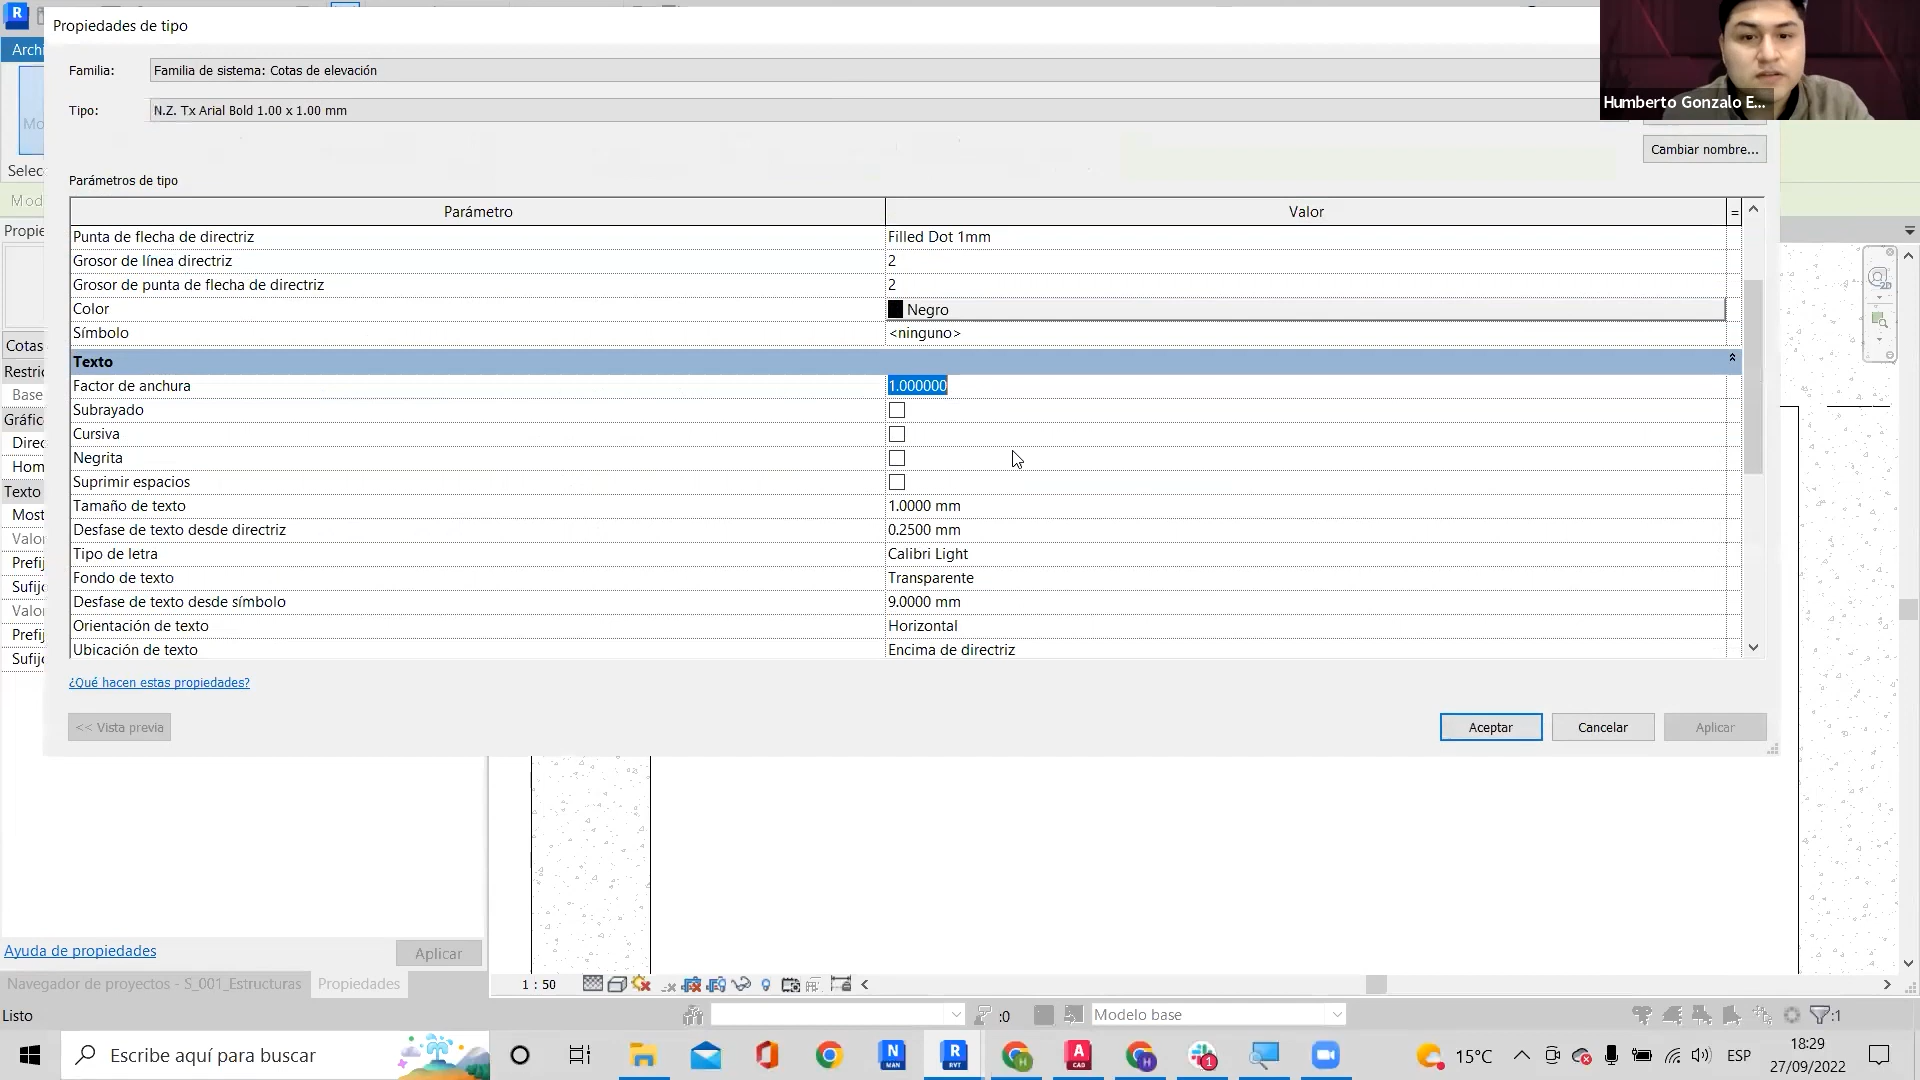 Propiedades de tipo
Archi
Familia:
Familia de sistema: Cotas de elevación
Tipo:
N.Z. Tx Arial Bold 1.00 x 1.00 mm
Humberto Gonzalo E...
Mo
Cambiar nombre...
Selec
Parámetros de tipo
Mod
Parámetro
Valor
=
Propie
Punta de flecha de directriz
Filled Dot 1mm
Grosor de línea directriz
2
Grosor de punta de flecha de directriz
2
Color
Negro
Símbolo
<ninguno>
Cotas
Texto
Restric
Factor de anchura
1.000000
Base
Subrayado
Gráfic
Cursiva
Direc
Negrita
Hom
Suprimir espacios
Texto
Tamaño de texto
1.0000 mm
Most
Desfase de texto desde directriz
0.2500 mm
Valor
Tipo de letra
Calibri Light
Prefij
Fondo de texto
Transparente
Sufijo
Desfase de texto desde símbolo
9.0000 mm
Valor
Orientación de texto
Horizontal
Prefij
Ubicación de texto
Encima de directriz
Sufijo
¿Qué hacen estas propiedades?
<< Vista previa
Aceptar
Cancelar
Aplicar
Ayuda de propiedades
Aplicar
Navegador de proyectos - S_001_Estructuras
Propiedades
1 : 50
Listo
:0
Modelo base
:1
Escribe aquí para buscar
15°C
ESP
18:29
27/09/2022